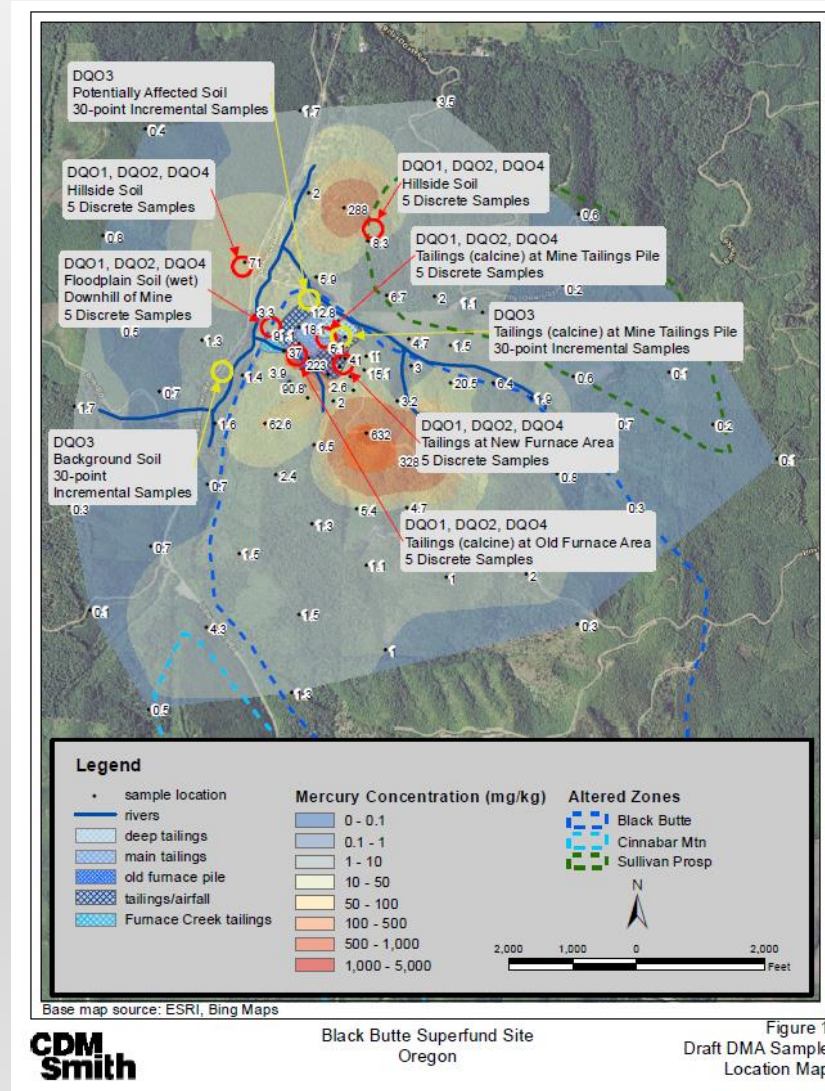 DQO3
Potentially Affected Soil
30-point Incremental Samples
DQO1, DQO2, DQO4
Hillside Soil
5 Discrete Samples
DQO1, DQO2, DQO4
Hillside Soil
5 Discrete Samples
DQO1, DQO2, DQO4
Tailings (calcine) at Mine Tailings Pile
5 Discrete Samples
DQO1, DQO2, DQO4
Floodplain Soil (wet)
Downhill of Mine
5 Discrete Samples
DQO3
Tailings (calcine) at Mine Tailings Pile
30-point Incremental Samples
DQO3
Background Soil
30-point
Incremental Samples
DQO1, DQO2, DQO4
Tailings at New Furnace Area
5 Discrete Samples
DQO1, DQO2, DQO4
Tailings (calcine) at Old Furnace Area
5 Discrete Samples
1.7
3.5
0.4
2
288
0.6
0.8
8.3
71
5.9
0.2
6.7
2
1.1
3.3
12.8
0.5
1.3
91.1
18.1
5.1
4.7
1.5
37
41
11
223
15.1
3
1.4
3.9
0.6
0.1
0.7
90.8
2.6
20.5
6.4
1.7
2
3.2
1.9
1.6
62.6
0.7
0.2
632
6.5
328
0.1
2.4
0.8
0.7
0.3
5.4
4.7
0.3
1.3
0.7
1.5
1.1
1
2
0.1
1.5
4.3
0.3
1
1.3
0.5
Legend
sample location
rivers
deep tailings
main tailings
old furnace pile
tailings/airfall
Furnace Creek tailings
Mercury Concentration (mg/kg)
0 - 0.1
0.1 - 1
1 - 10
10 - 50
50 - 100
100 - 500
500 - 1,000
1,000 - 5,000
Altered Zones
Black Butte
Cinnabar Mtn
Sullivan Prosp
N
2,000 1,000 0 2,000
Feet
Base map source: ESRI, Bing Maps
CDM
Smith
Black Butte Superfund Site
Oregon
Figure 1
Draft DMA Sample
Location Map